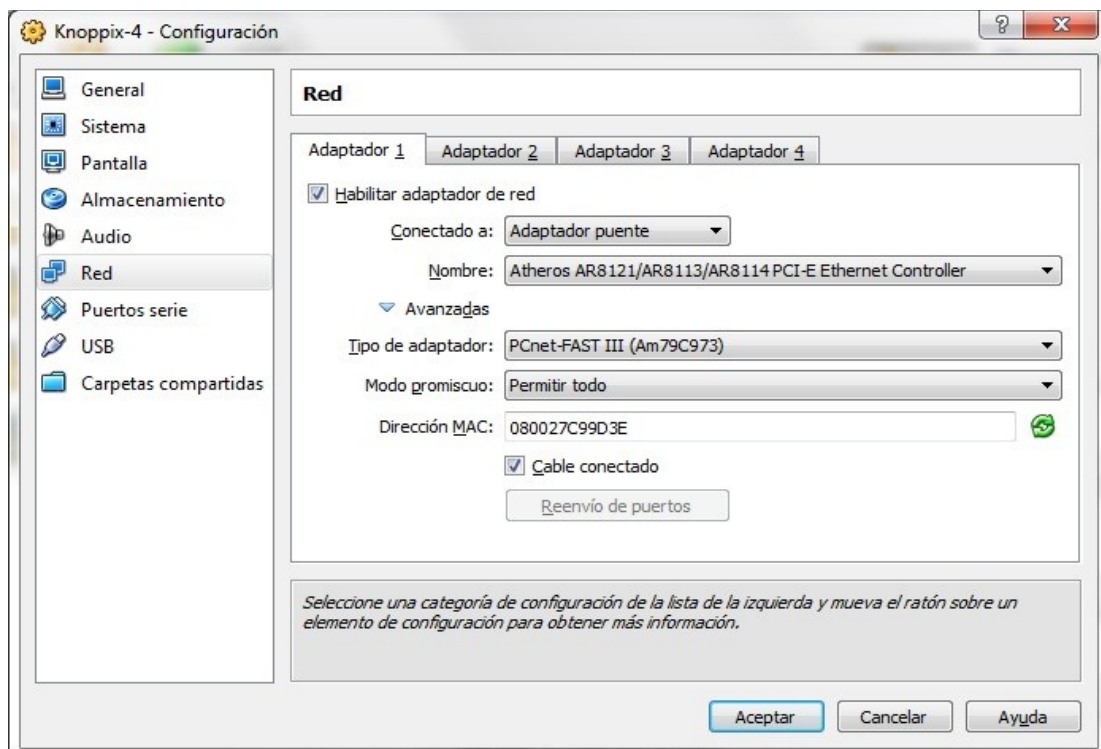 Knoppix-4 - Configuración
General
Sistema
Pantalla
Almacenamiento
Audio
Red
Puertos serie
USB
Carpetas compartidas
Red
Adaptador 1 Adaptador 2 Adaptador 3 Adaptador 4
Habilitar adaptador de red
Conectado a: Adaptador puente
Nombre: Atheros AR8121/AR8113/AR8114 PCI-E Ethernet Controller
Avanzadas
Tipo de adaptador: PCnet-FAST III (Am79C973)
Modo promiscuo: Permitir todo
Dirección MAC: 080027C99D3E
Cable conectado
Reenvío de puertos
Seleccione una categoría de configuración de la lista de la izquierda y mueva el ratón sobre un
elemento de configuración para obtener más información.
Aceptar Cancelar Ayuda